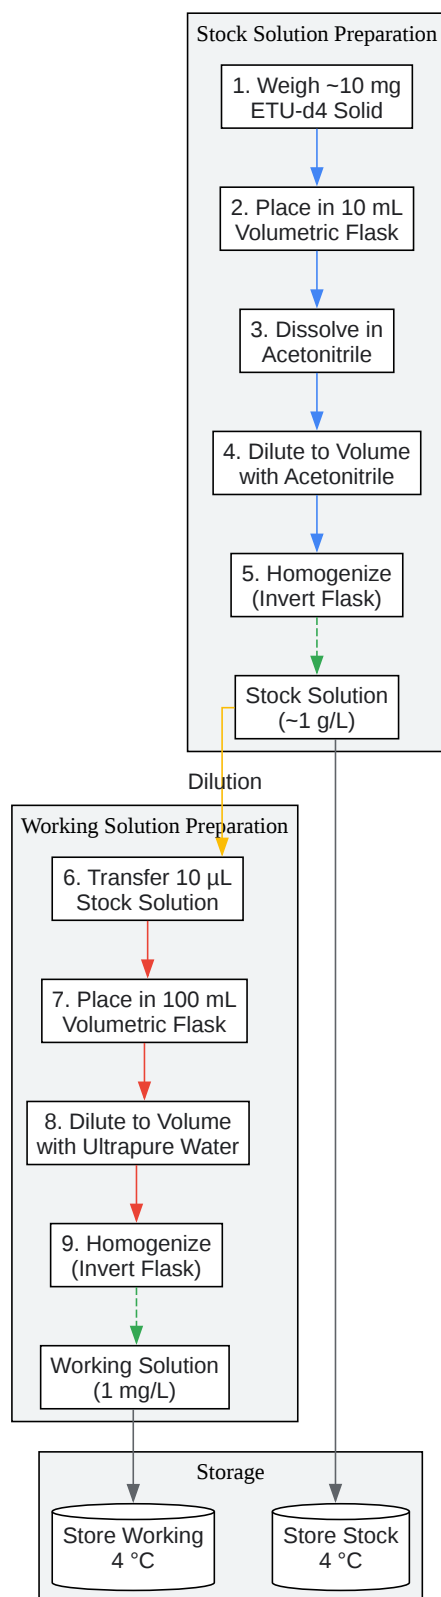 Stock Solution Preparation
1. Weigh ~10 mg
ETU-d4 Solid
2. Place in 10 mL
Volumetric Flask
3. Dissolve in
Acetonitrile
4. Dilute to Volume
with Acetonitrile
5. Homogenize
(Invert Flask)
Stock Solution
(~1 g/L)
Dilution
Working Solution Preparation
6. Transfer 10 µL
Stock Solution
7. Place in 100 mL
Volumetric Flask
8. Dilute to Volume
with Ultrapure Water
9. Homogenize
(Invert Flask)
Working Solution
(1 mg/L)
Storage
Store Working
4 °C
Store Stock
4 °C